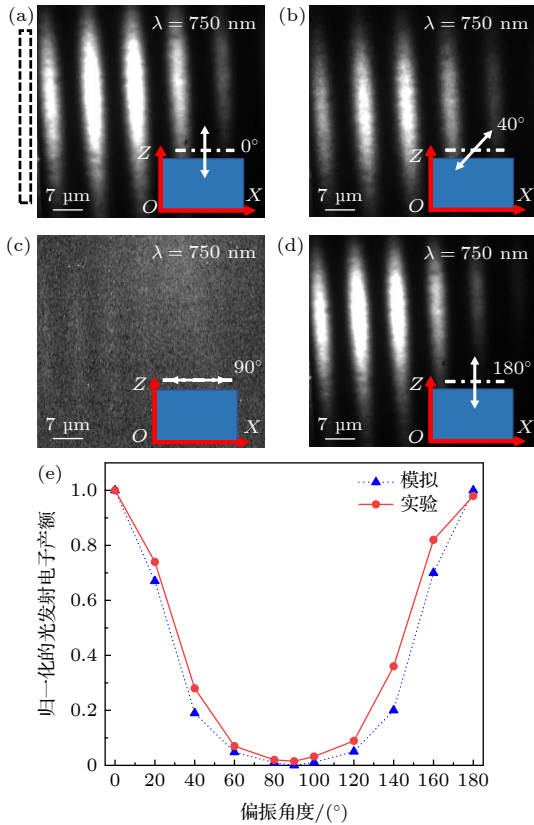 (a)
λ = 750 nm
0°
Z
O
X
7 µm
(b)
λ = 750 nm
40°
Z
O
X
7 µm
(c)
λ = 750 nm
90°
Z
O
X
7 µm
(d)
λ = 750 nm
180°
Z
O
X
7 µm
(e)
模拟
实验
归一化的光发射电子产额
1.0
0.8
0.6
0.4
0.2
0
0 20 40 60 80 100 120 140 160 180
偏振角度/(°)